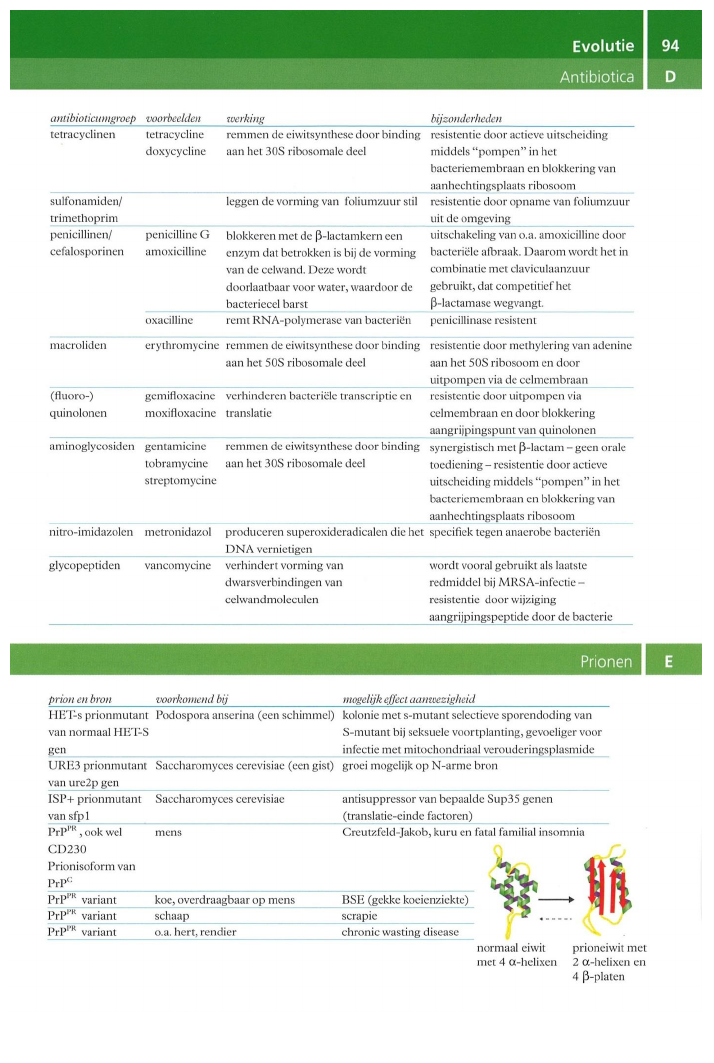 Evolutie 94
Antibiotica D
antibioticumgroep voorbeelden werking bijzonderheden
tetracyclinen tetracycline remmen de eiwitsynthese door binding resistentie door actieve uitscheiding
doxycycline aan het 30S ribosomale deel middels “pompen” in het
bacteriemembraan en blokkering van
aanhechtingsplaats ribosoom
sulfonamiden/ leggen de vorming van foliumzuur stil resistentie door opname van foliumzuur
trimethoprim uit de omgeving
penicillinen/ penicilline G blokkeren met de β-lactamkern een uitschakeling van o.a. amoxicilline door
cefalosporinen amoxicilline enzym dat betrokken is bij de vorming bacteriële afbraak. Daarom wordt het in
van de celwand. Deze wordt combinatie met claviculaanzuur
doorlaatbaar voor water, waardoor de gebruikt, dat competitief het
bacteriecel barst β-lactamase wegvangt.
oxacilline remt RNA-polymerase van bacteriën penicillinase resistent
macroliden erythromycine remmen de eiwitsynthese door binding resistentie door methylering van adenine
aan het 50S ribosomale deel aan het 50S ribosoom en door
uitpompen via de celmembraan
(fluoro-) gemifloxacine verhinderen bacteriële transcriptie en resistentie door uitpompen via
quinolonen moxifloxacine translatie celmembraan en door blokkering
aangrijpingspunt van quinolonen
aminoglycosiden gentamicine remmen de eiwitsynthese door binding synergistisch met β-lactam – geen orale
tobramycine aan het 30S ribosomale deel toediening – resistentie door actieve
streptomycine uitscheiding middels “pompen” in het
bacteriemembraan en blokkering van
aanhechtingsplaats ribosoom
nitro-imidazolen metronidazol produceren superoxideradicalen die het specifiek tegen anaerobe bacteriën
DNA vernietigen
glycopeptiden vancomycine verhindert vorming van wordt vooral gebruikt als laatste
dwarsverbindingen van redmiddel bij MRSA-infectie –
celwandmoleculen resistentie door wijziging
aangrijpingspeptide door de bacterie
Prionen E
prion en bron voorkomend bij mogelijk effect aanwezigheid
HET-s prionmutant Podospora anserina (een schimmel) kolonie met s-mutant selectieve sporendoding van
van normaal HET-S S-mutant bij seksuele voortplanting, gevoeliger voor
gen infectie met mitochondriaal verouderingsplasmide
URE3 prionmutant Saccharomyces cerevisiae (een gist) groei mogelijk op N-arme bron
van ure2p gen
ISP+ prionmutant Saccharomyces cerevisiae antisuppressor van bepaalde Sup35 genen
van sfp1 (translatie-einde factoren)
PrPᴾᴿ , ook wel mens Creutzfeld-Jakob, kuru en fatal familial insomnia
CD230
Prionisoform van
PrPᶜ
PrPᴾᴿ variant koe, overdraagbaar op mens BSE (gekke koeienziekte)
PrPᴾᴿ variant schaap scrapie
PrPᴾᴿ variant o.a. hert, rendier chronic wasting disease
normaal eiwit prioneiwit met
met 4 α-helixen 2 α-helixen en
4 β-platen